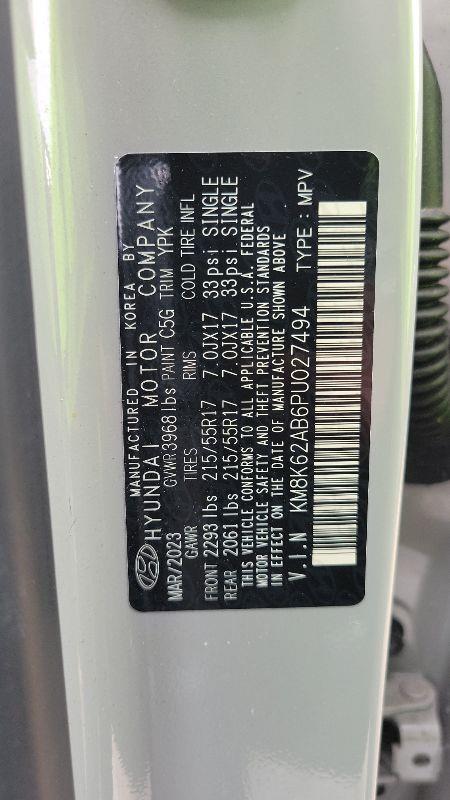 MANUFACTURED IN KOREA BY
HYUNDAI MOTOR COMPANY
MAR/2023 GVWR 3968 lbs PAINT C5G TRIM YPK
GAWR TIRES RIMS COLD TIRE INFL
FRONT 2293 lbs 215/55R17 7.0JX17 33psi SINGLE
REAR 2061 lbs 215/55R17 7.0JX17 33psi SINGLE
THIS VEHICLE CONFORMS TO ALL APPLICABLE U.S.A. FEDERAL
MOTOR VEHICLE SAFETY AND THEFT PREVENTION STANDARDS
IN EFFECT ON THE DATE OF MANUFACTURE SHOWN ABOVE
V.I.N KM8K62AB6PU027494 TYPE : MPV